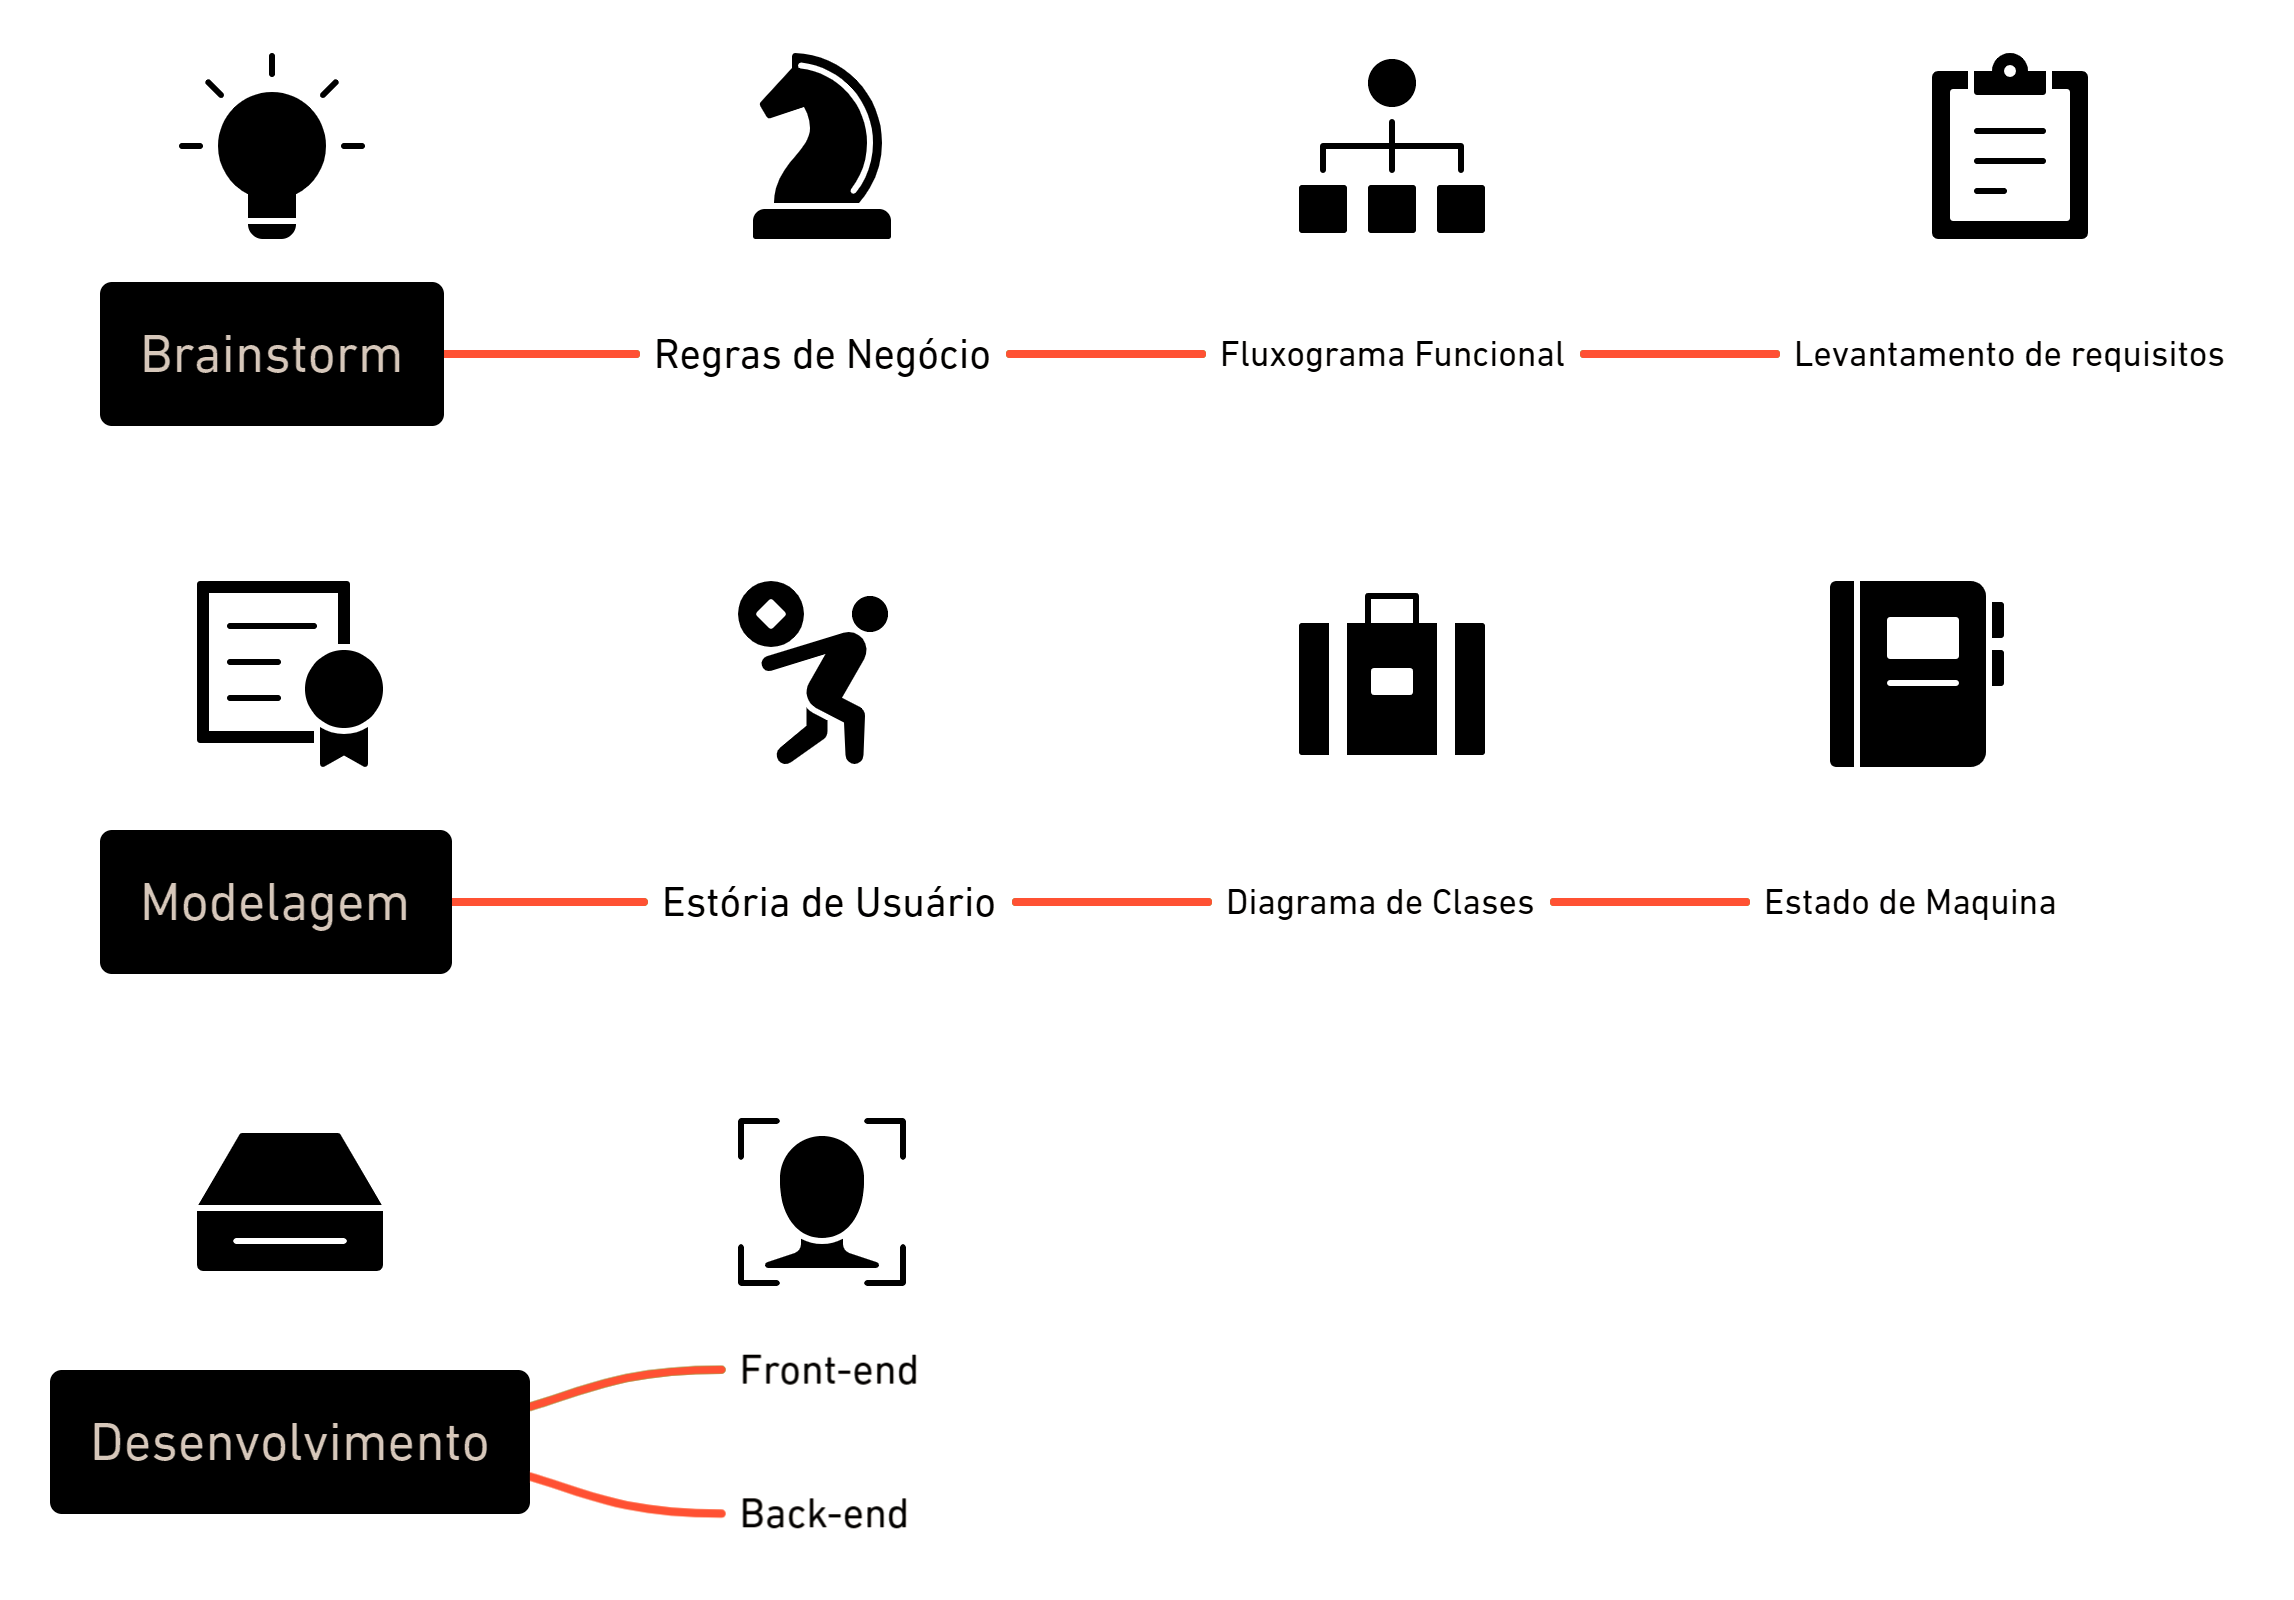 Brainstorm
Regras de Negócio
Fluxograma Funcional
Levantamento de requisitos
Modelagem
Estória de Usuário
Diagrama de Clases
Estado de Maquina
Desenvolvimento
Front-end
Back-end